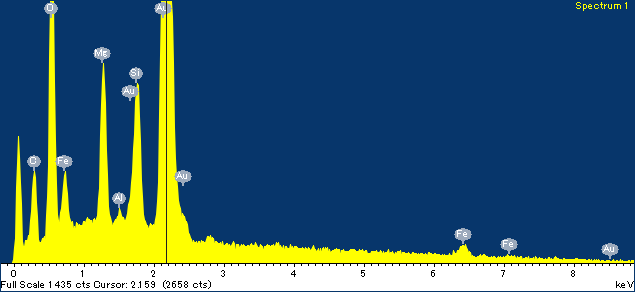 Spectrum 1
O Au
Mg
Si
Au
O Fe
Au
Al
Fe
Fe
Au
0 1 2 3 4 5 6 7 8
Full Scale 1435 cts Cursor: 2.159 (2658 cts) keV